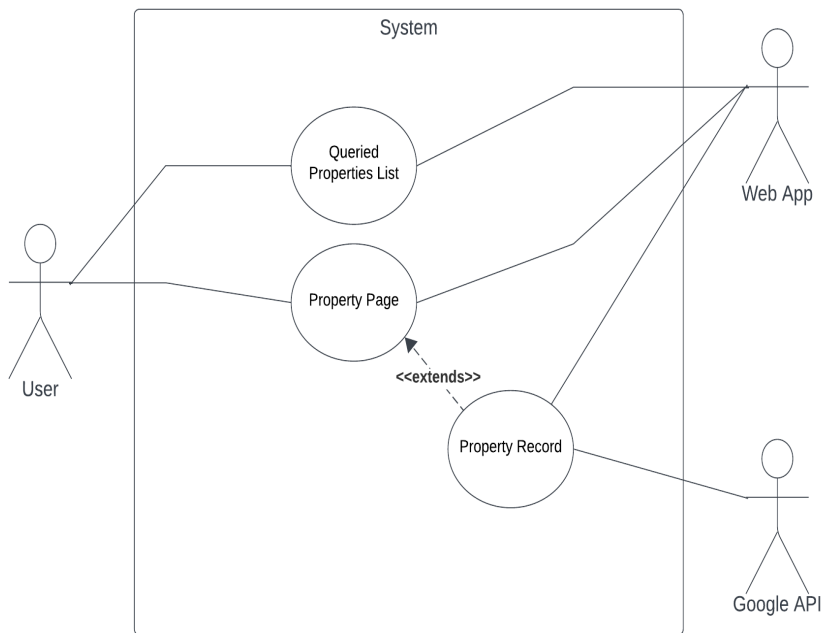 System
Queried
Properties List
Web App
Property Page
<<extends>>
User
Property Record
Google API